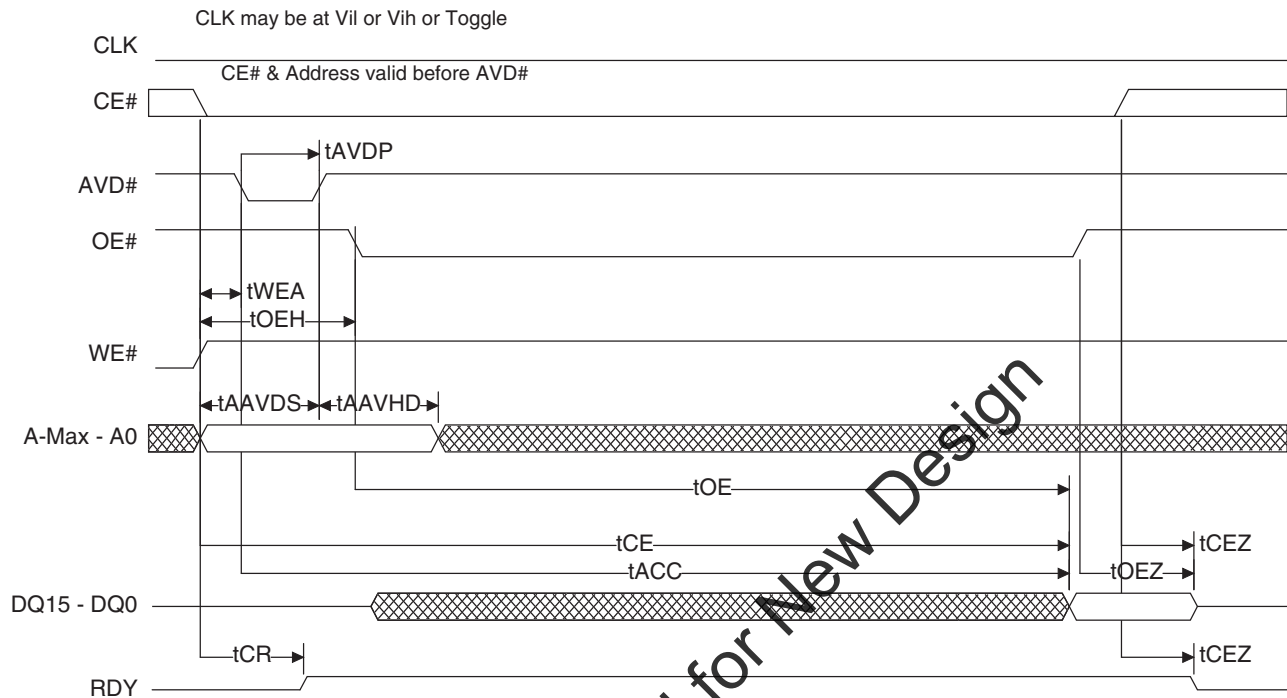 CLK may be at Vil or Vih or Toggle
CLK
CE# & Address valid before AVD#
CE#
tAVDP
AVD#
OE#
tWEA
tOEH
WE#
tAAVDS
tAAVHD
A-Max - A0
tOE
tCE
tCEZ
tACC
tOEZ
DQ15 - DQ0
tCR
tCEZ
RDY
for New Design